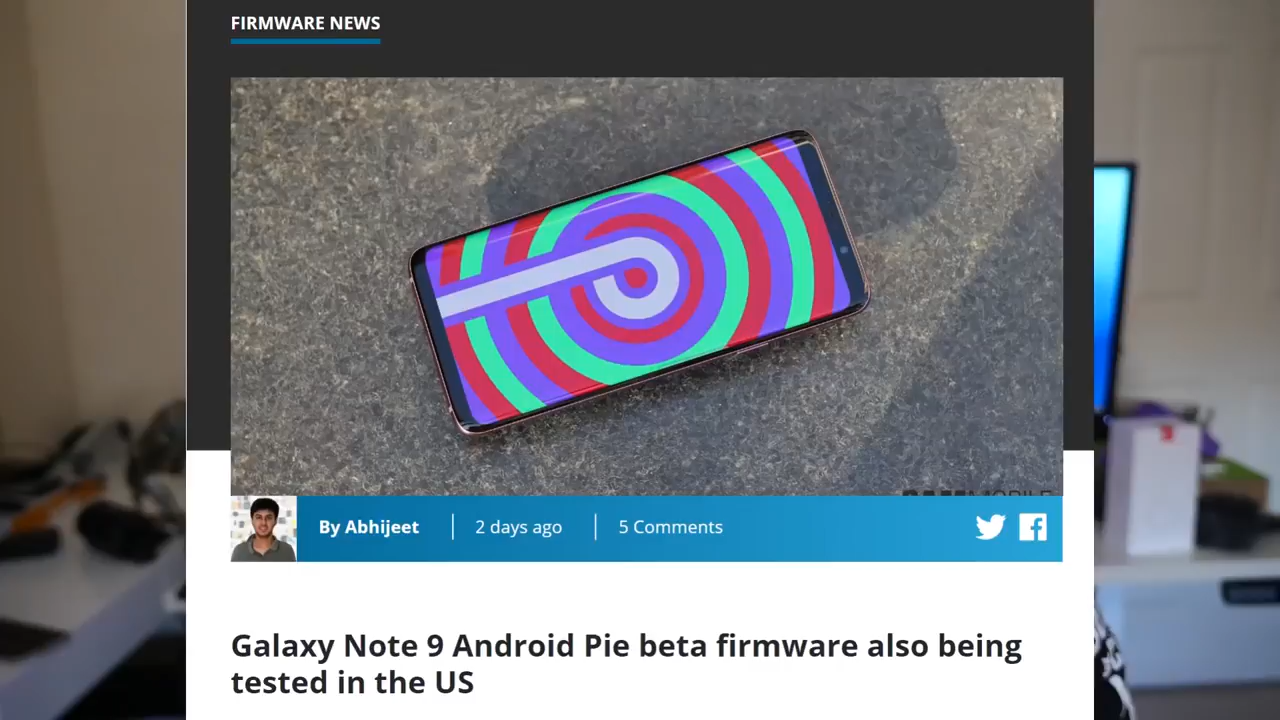 FIRMWARE NEWS
By Abhijeet
2 days ago
5 Comments
Galaxy Note 9 Android Pie beta firmware also being
tested in the US